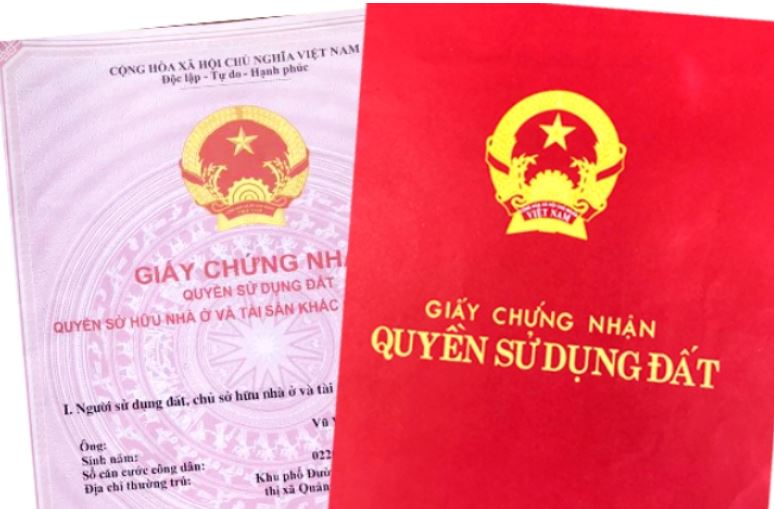 CỘNG HÒA XÃ HỘI CHỦ NGHĨA VIỆT NAM
Độc lập - Tự do - Hạnh phúc
GIẤY CHỨNG
QUYỀN SỬ DỤNG ĐẤT
QUYỀN SỞ HỮU NHÀ Ở VÀ TÀI SẢN KHÁC
I. Người sử dụng đất, chủ sở hữu nhà ở và tài
Vũ
Ông:
Sinh năm:
Số căn cước công dân:
022
Địa chỉ thường trú:
Khu phố
thị xã Quản
VIỆT NAM
GIẤY CHỨNG NHẬN
QUYỀN SỬ DỤNG ĐẤT